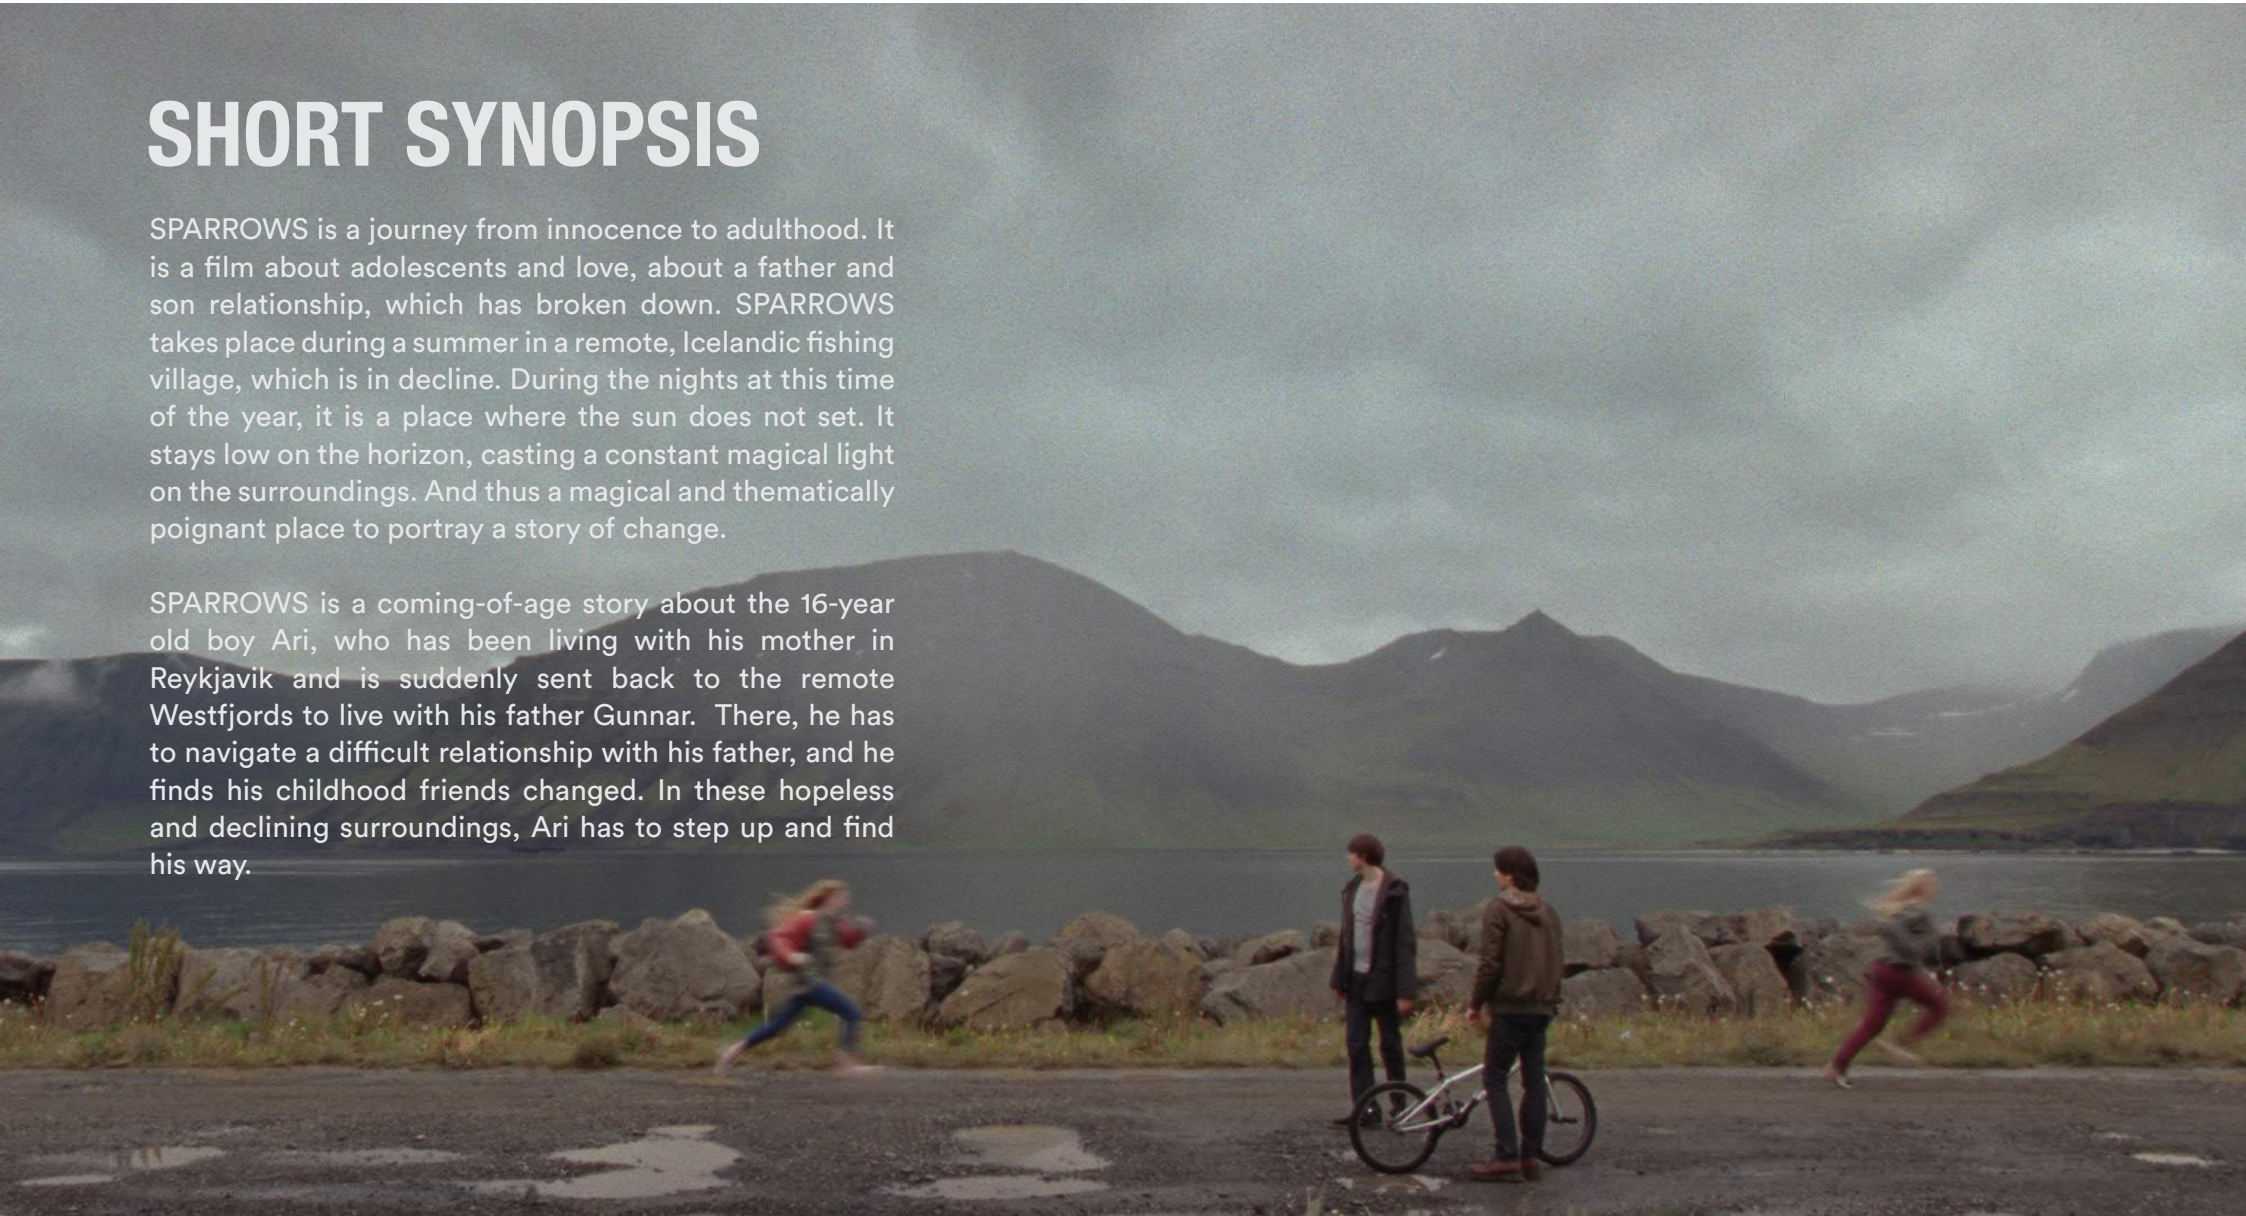 SHORT SYNOPSIS
SPARROWS is a journey from innocence to adulthood. It
is a film about adolescents and love, about a father and
son relationship, which has broken down. SPARROWS
takes place during a summer in a remote, Icelandic fishing
village, which is in decline. During the nights at this time
of the year, it is a place where the sun does not set. It
stays low on the horizon, casting a constant magical light
on the surroundings. And thus a magical and thematically
poignant place to portray a story of change.
SPARROWS is a coming-of-age story about the 16-year
old boy Ari, who has been living with his mother in
Reykjavik and is suddenly sent back to the remote
Westfjords to live with his father Gunnar.  There, he has
to navigate a difficult relationship with his father, and he
finds his childhood friends changed. In these hopeless
and declining surroundings, Ari has to step up and find
his way.